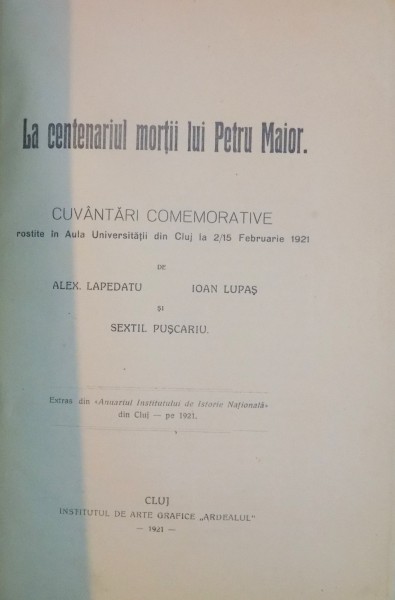 La centenariul morții lui Petru Maior.
CUVÂNTĂRI COMEMORATIVE
rostite în Aula Universității din Cluj la 2/15 Februarie 1921
DE
ALEX. LAPEDATU IOAN LUPAȘ
ȘI
SEXTIL PUȘCARIU.
Extras din «Anuarul Institutului de Istorie Națională»
din Cluj — pe 1921.
CLUJ
INSTITUTUL DE ARTE GRAFICE „ARDEALUL”
— 1921 —